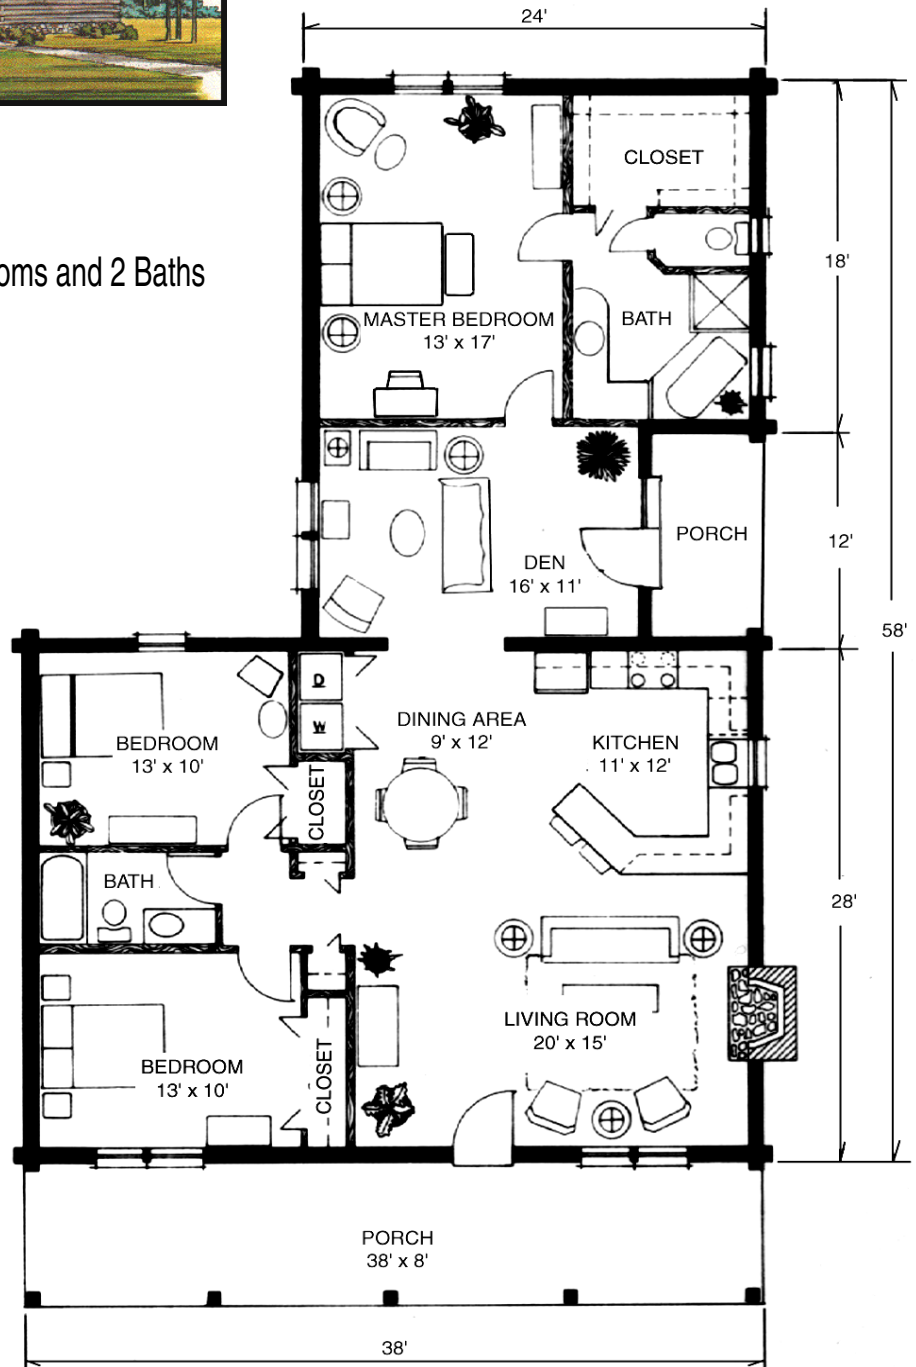 24'
CLOSET
18'
ooms and 2 Baths
MASTER BEDROOM
13' x 17'
BATH
PORCH
12'
DEN
16' x 11'
58'
D
W
DINING AREA
9' x 12'
KITCHEN
11' x 12'
BEDROOM
13' x 10'
CLOSET
BATH
28'
LIVING ROOM
20' x 15'
BEDROOM
13' x 10'
CLOSET
PORCH
38' x 8'
38'